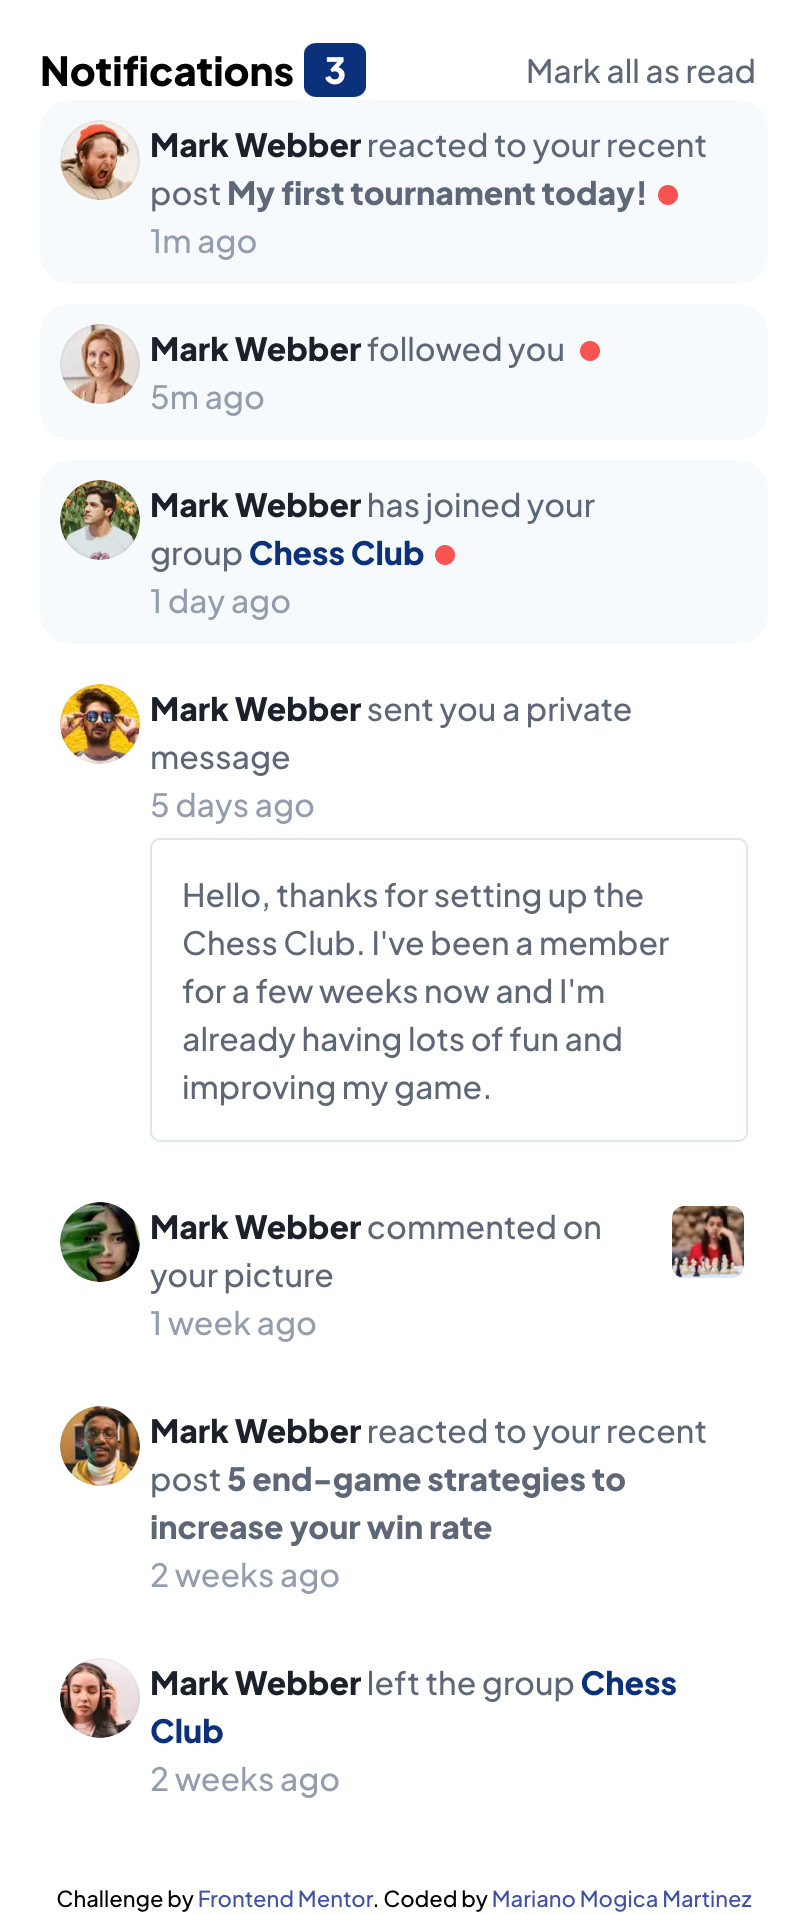 Notifications 3 Mark all as read
Mark Webber reacted to your recent
post My first tournament today!
1m ago
Mark Webber followed you
5m ago
Mark Webber has joined your
group Chess Club
1 day ago
Mark Webber sent you a private
message
5 days ago
Hello, thanks for setting up the
Chess Club. I've been a member
for a few weeks now and I'm
already having lots of fun and
improving my game.
Mark Webber commented on
your picture
1 week ago
Mark Webber reacted to your recent
post 5 end-game strategies to
increase your win rate
2 weeks ago
Mark Webber left the group Chess
Club
2 weeks ago
Challenge by Frontend Mentor. Coded by Mariano Mogica Martinez